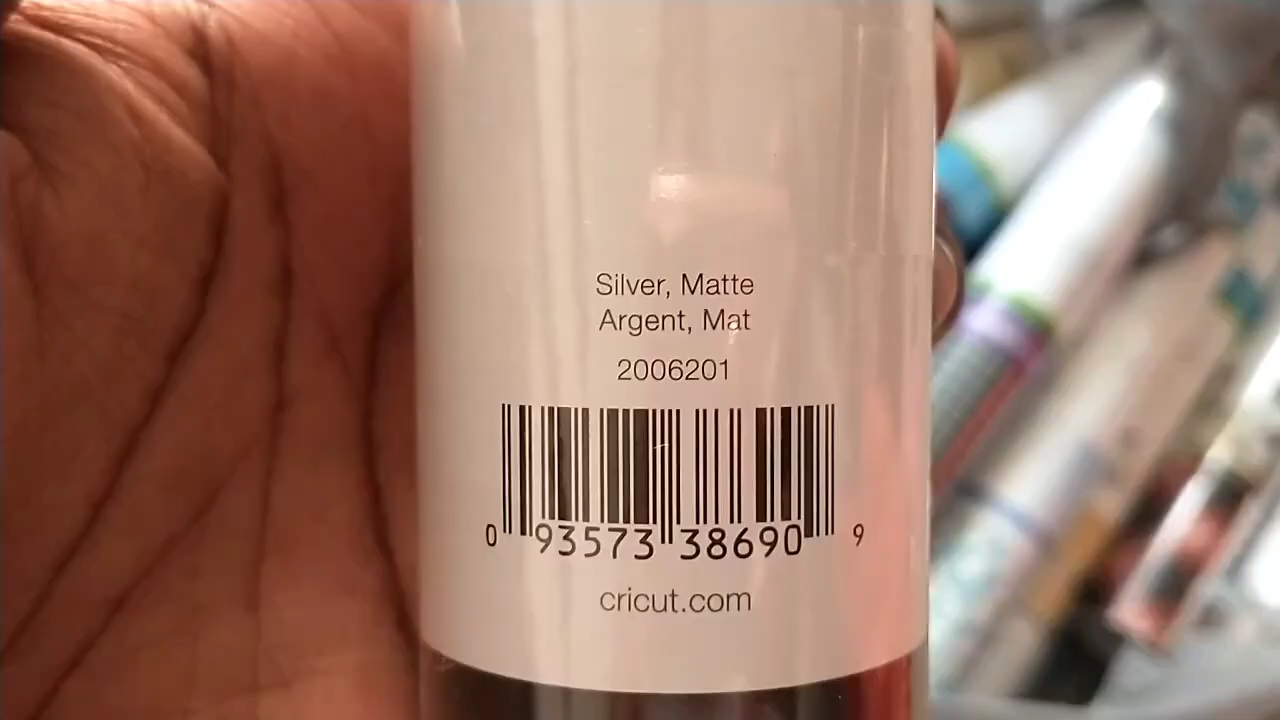 Silver, Matte
Argent, Mat
2006201
0 93573 38690 9
cricut.com